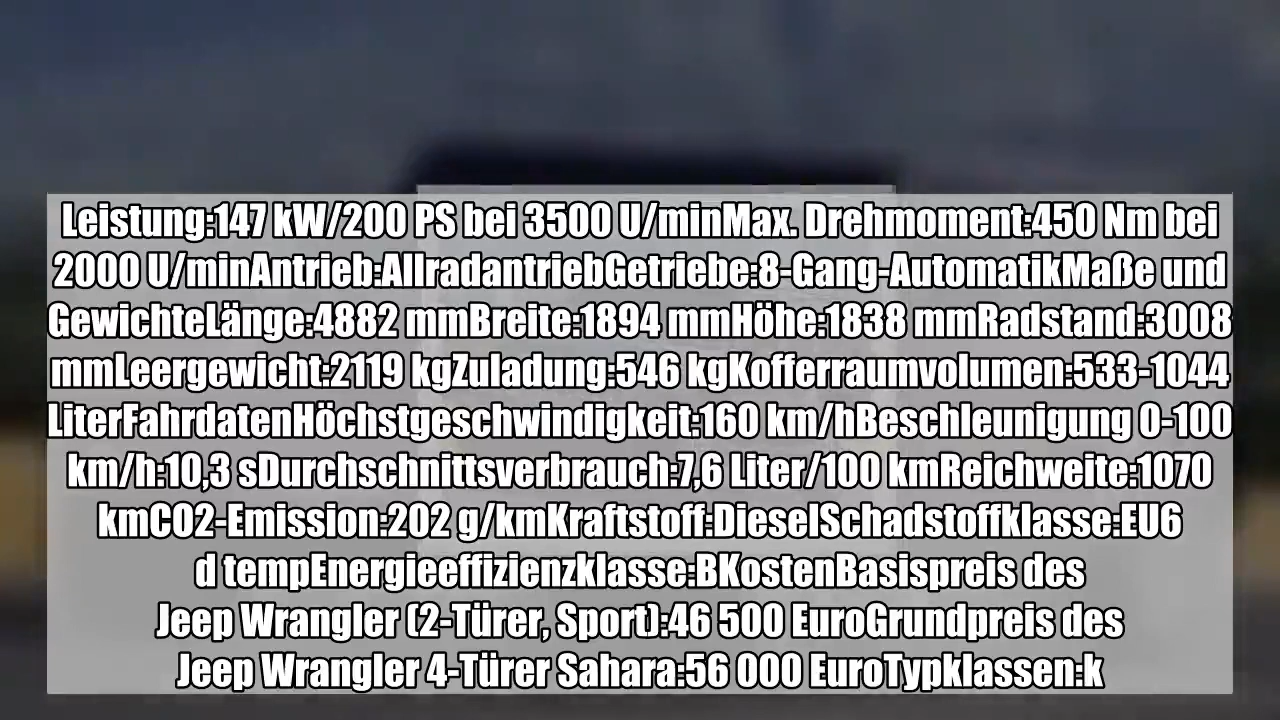 Leistung:147 kW/200 PS bei 3500 U/minMax. Drehmoment:450 Nm bei
2000 U/minAntrieb:AllradantriebGetriebe:8-Gang-AutomatikMaße und
GewichteLänge:4882 mmBreite:1894 mmHöhe:1838 mmRadstand:3008
mmLeergewicht:2119 kgZuladung:546 kgKofferraumvolumen:533-1044
LiterFahrdatenHöchstgeschwindigkeit:160 km/hBeschleunigung 0-100
km/h:10,3 sDurchschnittsverbrauch:7,6 Liter/100 kmReichweite:1070
kmCO2-Emission:202 g/kmKraftstoff:DieselSchadstoffklasse:EU6
d tempEnergieeffizienzklasse:BKostenBasispreis des
Jeep Wrangler (2-Türer, Sport):46 500 EuroGrundpreis des
Jeep Wrangler 4-Türer Sahara:56 000 EuroTypklassen:k